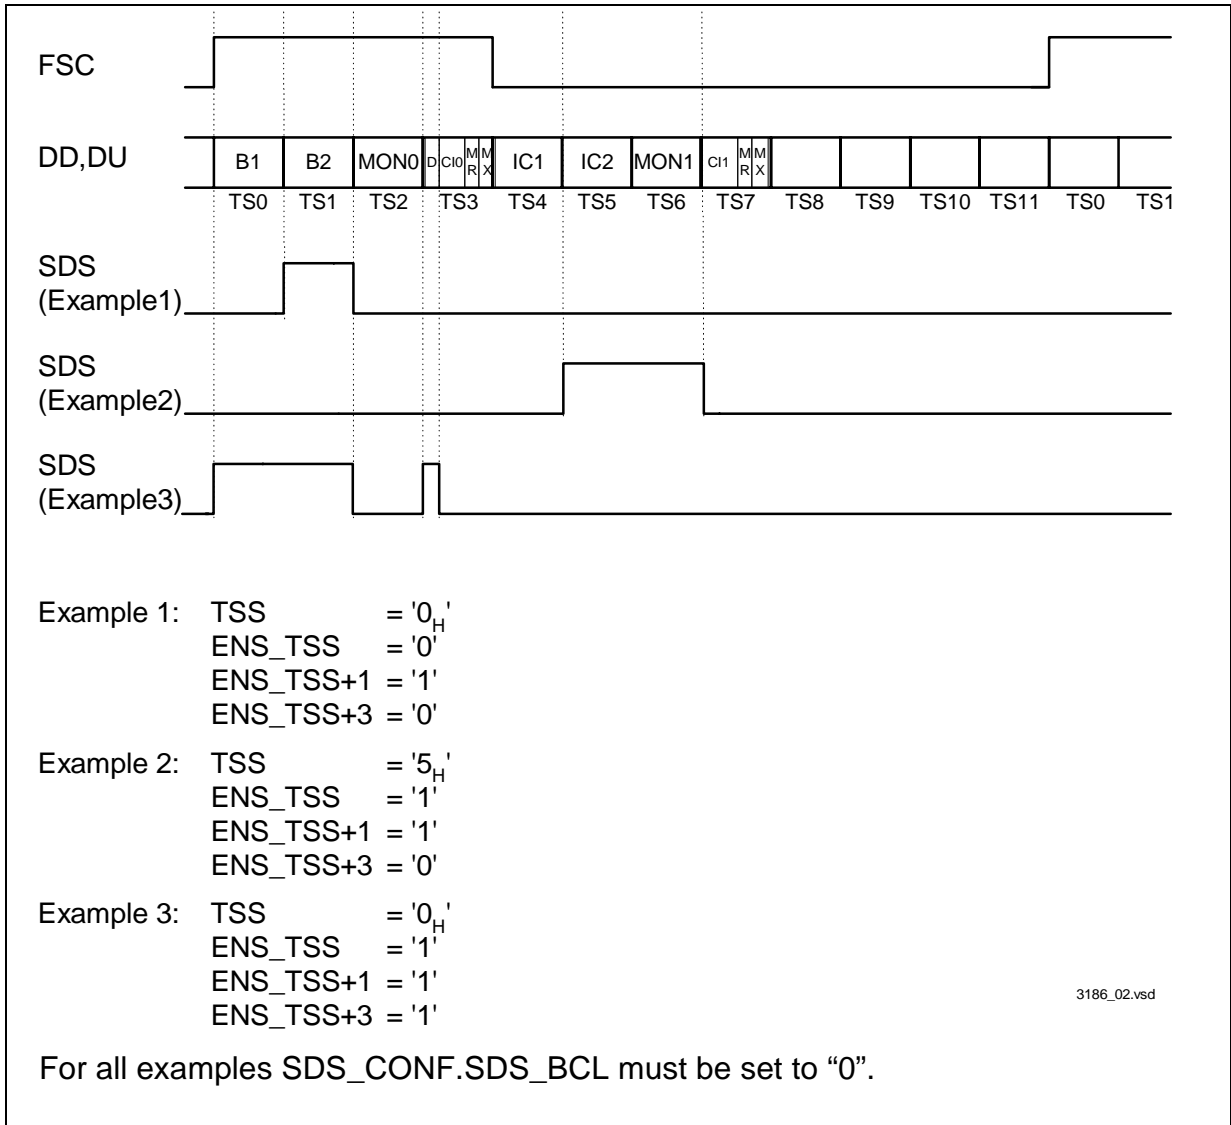 FSC
DD,DU B1 B2 MON0 D CI0 MR MX IC1 IC2 MON1 CI1 MR MX
TS0 TS1 TS2 TS3 TS4 TS5 TS6 TS7 TS8 TS9 TS10 TS11 TS0 TS1
SDS
(Example1)
SDS
(Example2)
SDS
(Example3)
Example 1: TSS = '0H'
ENS_TSS = '0'
ENS_TSS+1 = '1'
ENS_TSS+3 = '0'
Example 2: TSS = '5H'
ENS_TSS = '1'
ENS_TSS+1 = '1'
ENS_TSS+3 = '0'
Example 3: TSS = '0H'
ENS_TSS = '1'
ENS_TSS+1 = '1'
ENS_TSS+3 = '1'
3186_02.vsd
For all examples SDS_CONF.SDS_BCL must be set to “0”.